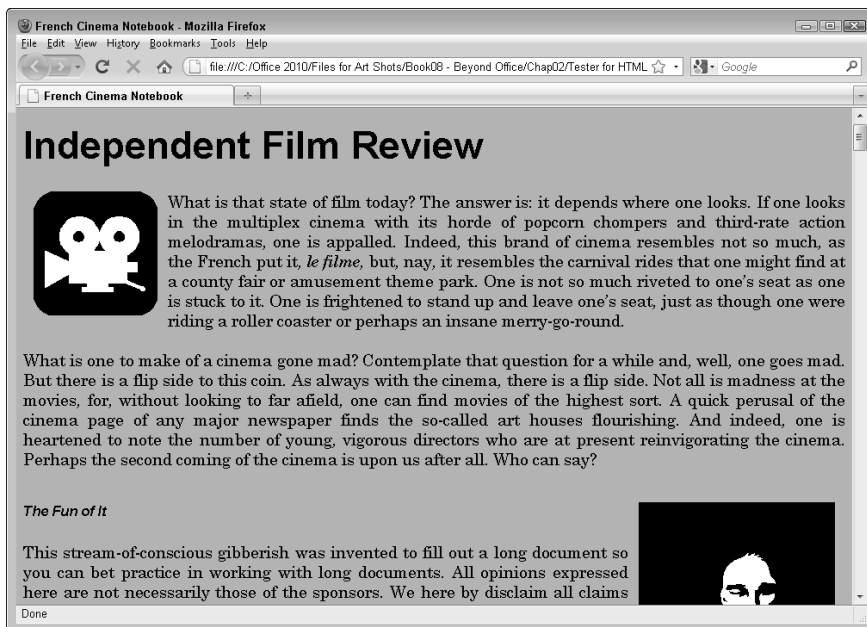 French Cinema Notebook - Mozilla Firefox
File Edit View History Bookmarks Tools Help
file:///C:/Office 2010/Files for Art Shots/Book08 - Beyond Office/Chap02/Tester for HTML
Google
French Cinema Notebook
Independent Film Review
What is that state of film today? The answer is: it depends where one looks. If one looks
in the multiplex cinema with its horde of popcorn chompers and third-rate action
melodramas, one is appalled. Indeed, this brand of cinema resembles not so much, as
the French put it, le filme, but, nay, it resembles the carnival rides that one might find at
a county fair or amusement theme park. One is not so much riveted to one's seat as one
is stuck to it. One is frightened to stand up and leave one's seat, just as though one were
riding a roller coaster or perhaps an insane merry-go-round.
What is one to make of a cinema gone mad? Contemplate that question for a while and, well, one goes mad.
But there is a flip side to this coin. As always with the cinema, there is a flip side. Not all is madness at the
movies, for, without looking to far afield, one can find movies of the highest sort. A quick perusal of the
cinema page of any major newspaper finds the so-called art houses flourishing. And indeed, one is
heartened to note the number of young, vigorous directors who are at present reinvigorating the cinema.
Perhaps the second coming of the cinema is upon us after all. Who can say?
The Fun of It
This stream-of-conscious gibberish was invented to fill out a long document so
you can bet practice in working with long documents. All opinions expressed
here are not necessarily those of the sponsors. We here by disclaim all claims
Done